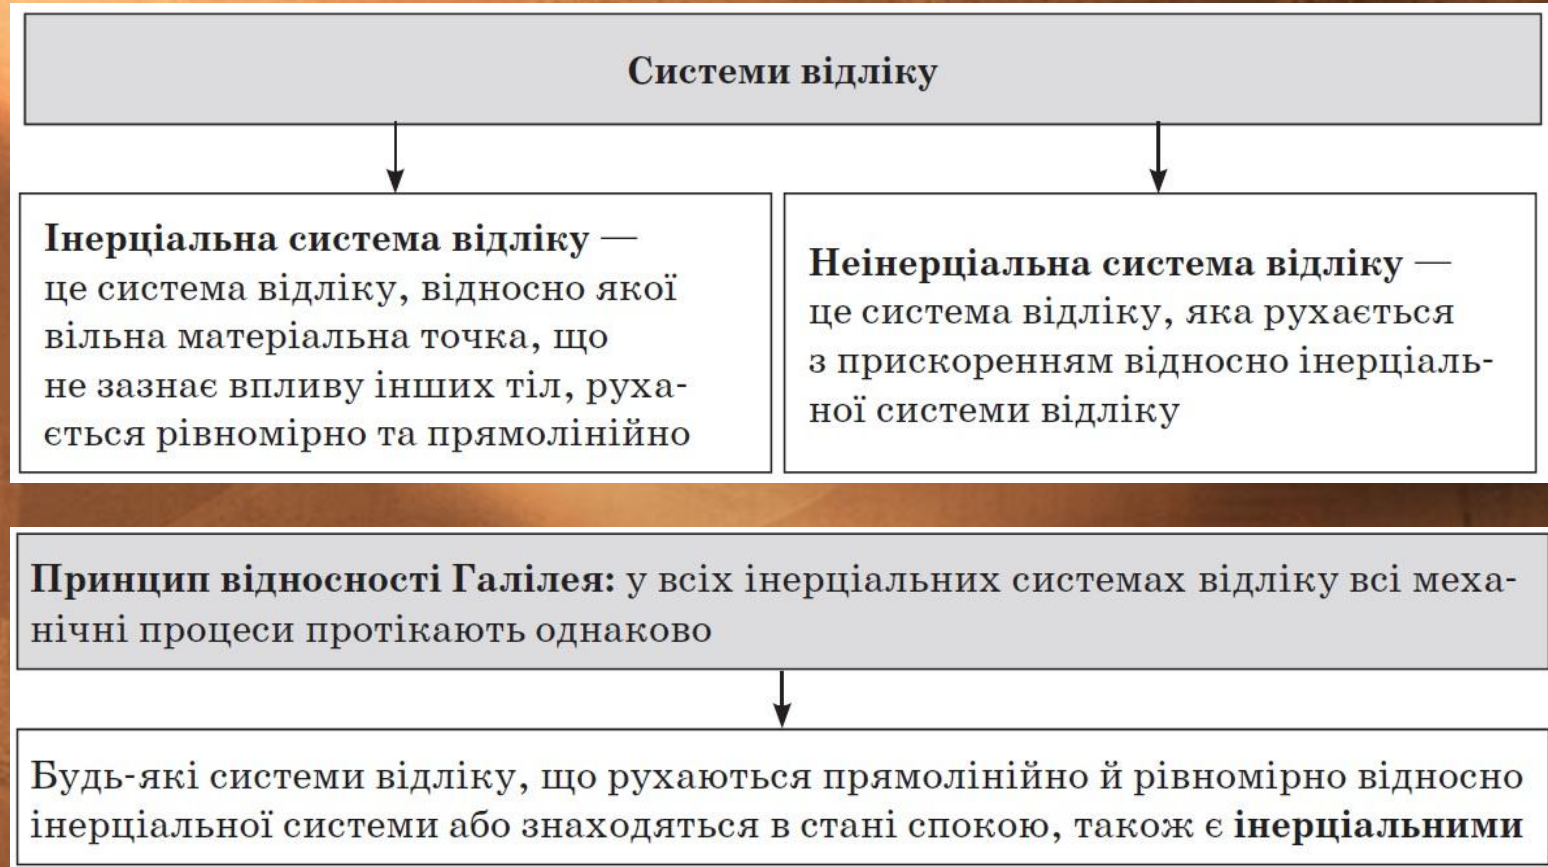 Системи відліку
Інерціальна система відліку —
це система відліку, відносно якої
вільна матеріальна точка, що
не зазнає впливу інших тіл, руха-
ється рівномірно та прямолінійно
Неінерціальна система відліку —
це система відліку, яка рухається
з прискоренням відносно інерціаль-
ної системи відліку
Принцип відносності Галілея: у всіх інерціальних системах відліку всі меха-
нічні процеси протікають однаково
Будь-які системи відліку, що рухаються прямолінійно й рівномірно відносно
інерціальної системи або знаходяться в стані спокою, також є інерціальними